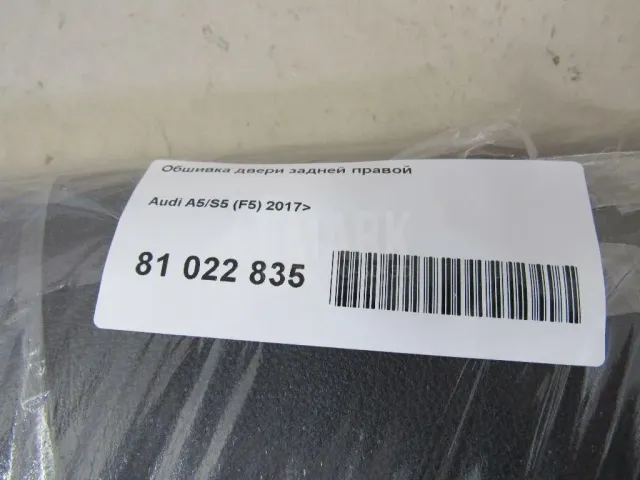 Обшивка двери задней правой
Audi A5/S5 (F5) 2017>
81 022 835